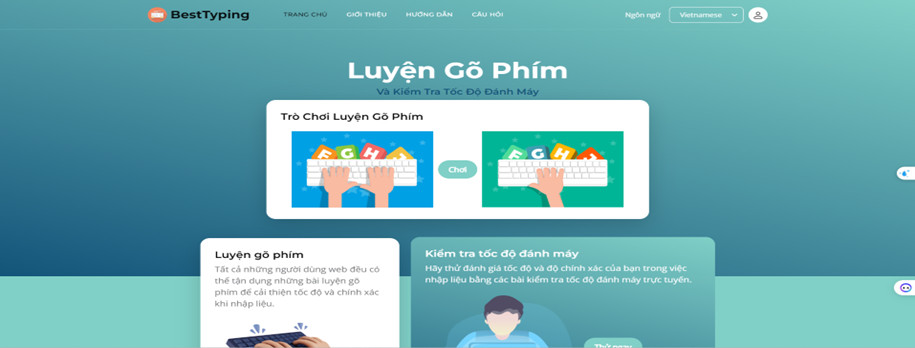 BestTyping
TRANG CHỦ
GIỚI THIỆU
HƯỚNG DẪN
CÂU HỎI
Ngôn ngữ
Vietnamese
Luyện Gõ Phím
Và Kiểm Tra Tốc Độ Đánh Máy
Trò Chơi Luyện Gõ Phím
F G H J
Chơi
F G H J
Luyện gõ phím
Tất cả những người dùng web đều có
thể tận dụng những bài luyện gõ
phím để cải thiện tốc độ và chính xác
khi nhập liệu.
Kiểm tra tốc độ đánh máy
Hãy thử đánh giá tốc độ và độ chính xác của bạn trong việc
nhập liệu bằng các bài kiểm tra tốc độ đánh máy trực tuyến.
Thử ngay